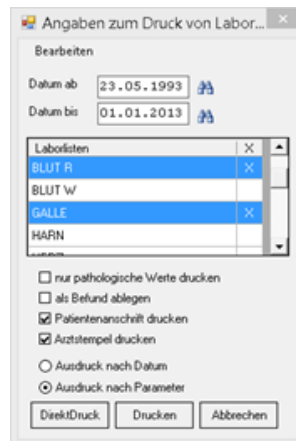 Angaben zum Druck von Labor...
Bearbeiten
Datum ab 23.05.1993
Datum bis 01.01.2013
Laborlisten X
BLUT R X
BLUT W
GALLE X
HARN
nur pathologische Werte drucken
als Befund ablegen
Patientenanschrift drucken
Arztstempel drucken
Ausdruck nach Datum
Ausdruck nach Parameter
DirektDruck Drucken Abbrechen